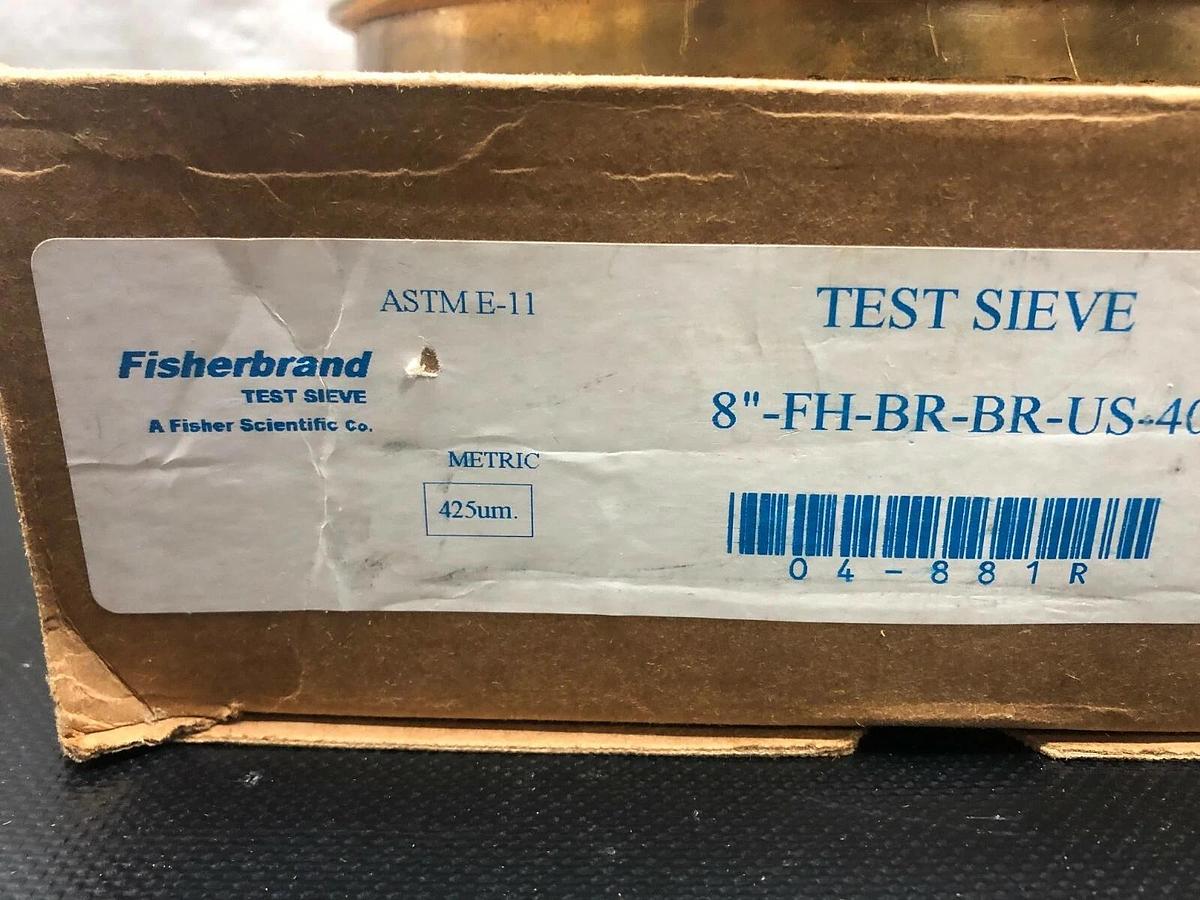 ASTM E-11
TEST SIEVE
Fisherbrand
TEST SIEVE
A Fisher Scientific Co.
8"-FH-BR-BR-US-40
METRIC
425um.
04-881R